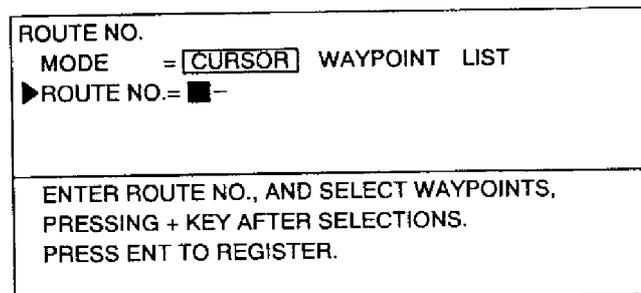 ROUTE NO.
MODE = CURSOR WAYPOINT LIST
▶ROUTE NO.= ■–
ENTER ROUTE NO., AND SELECT WAYPOINTS,
PRESSING + KEY AFTER SELECTIONS.
PRESS ENT TO REGISTER.